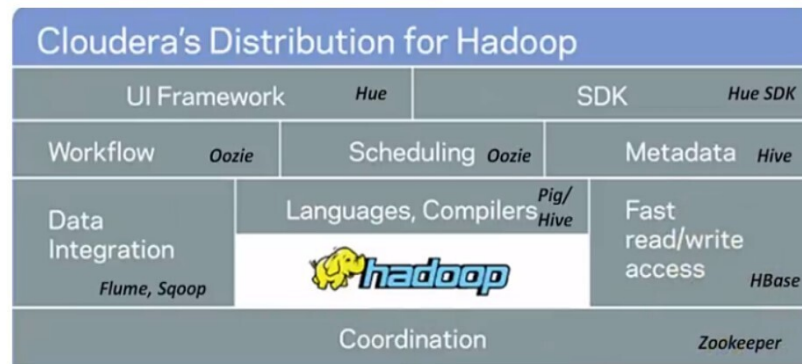 Cloudera's Distribution for Hadoop
UI Framework Hue
SDK Hue SDK
Workflow Oozie
Scheduling Oozie
Metadata Hive
Data
Integration
Flume, Sqoop
Languages, Compilers Pig/
Hive
hadoop
Fast
read/write
access
HBase
Coordination Zookeeper